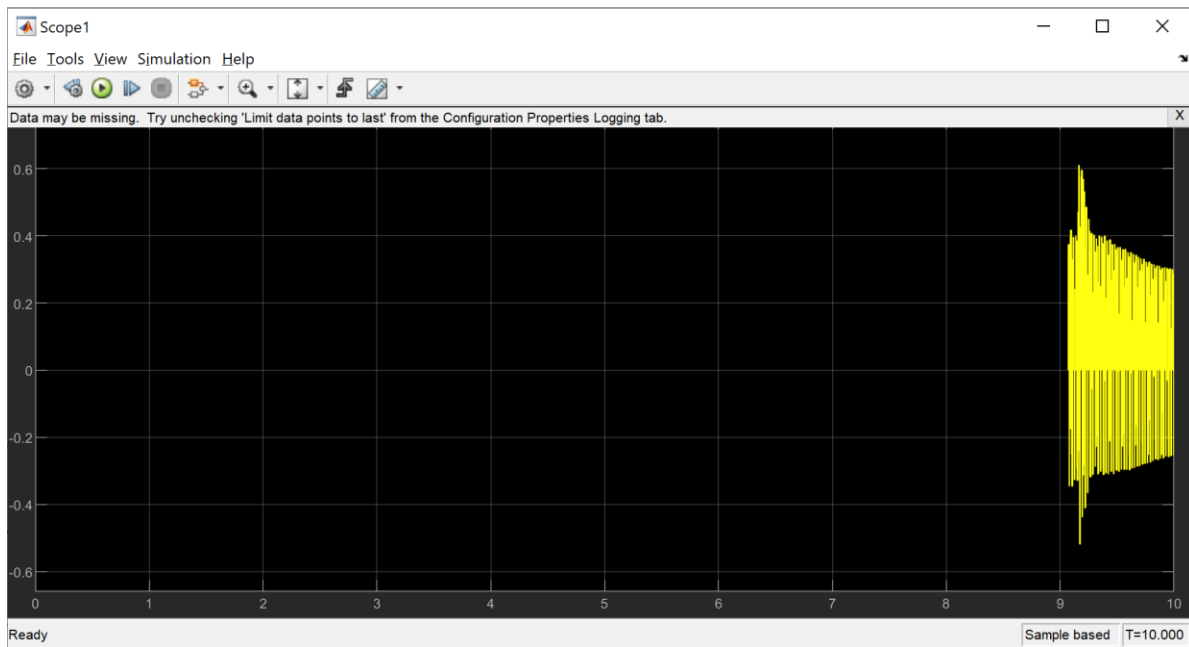 Scope1
File Tools View Simulation Help
Data may be missing. Try unchecking 'Limit data points to last' from the Configuration Properties Logging tab.
X
0.6
0.4
0.2
0
-0.2
-0.4
-0.6
0 1 2 3 4 5 6 7 8 9 10
Ready Sample based T=10.000